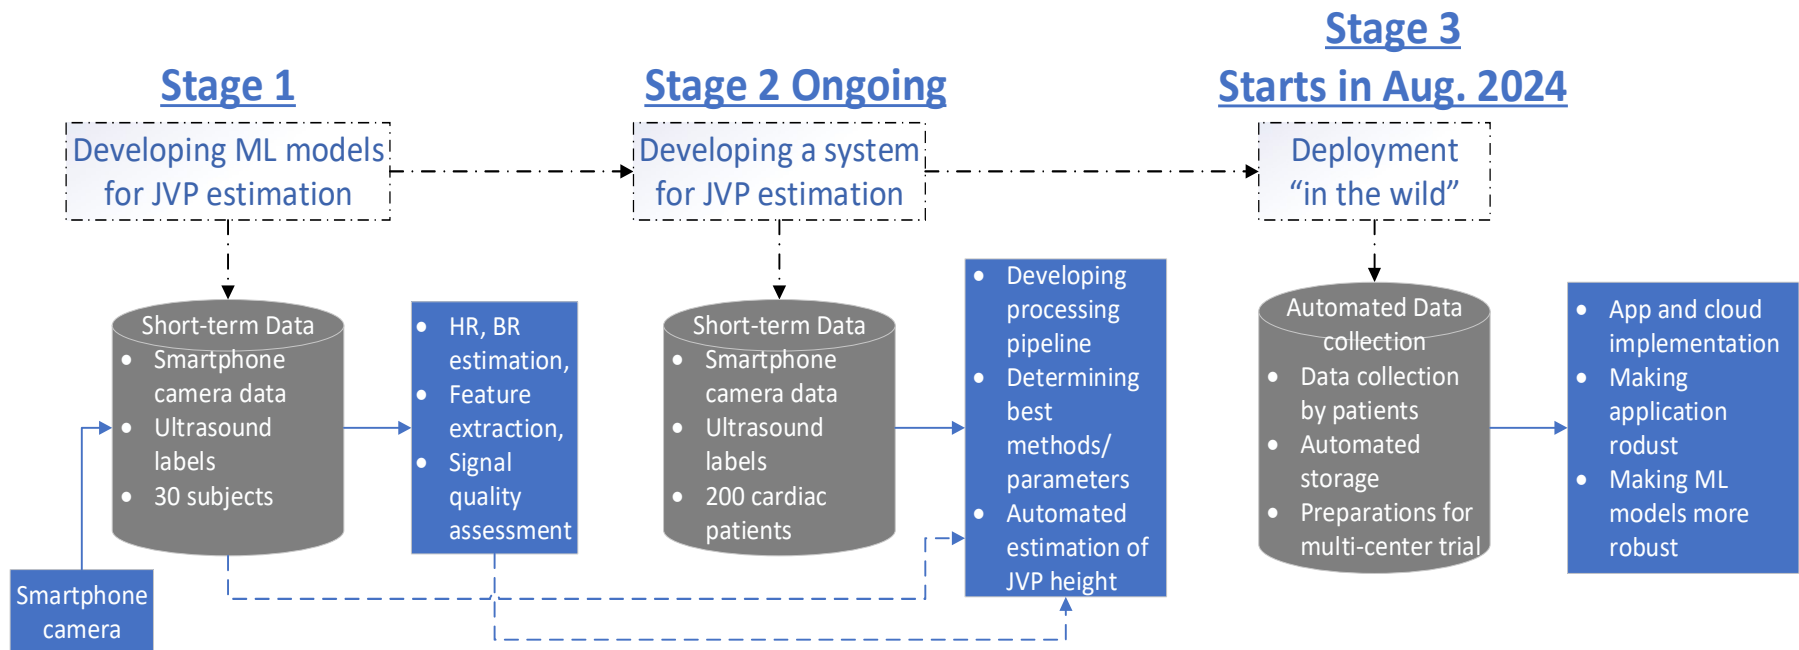 Stage 1
Developing ML models
for JVP estimation
Short-term Data
• Smartphone
camera data
• Ultrasound
labels
• 30 subjects
Smartphone
camera
• HR, BR
estimation,
• Feature
extraction,
• Signal
quality
assessment
Stage 2 Ongoing
Developing a system
for JVP estimation
Short-term Data
• Smartphone
camera data
• Ultrasound
labels
• 200 cardiac
patients
• Developing
processing
pipeline
• Determining
best
methods/
parameters
• Automated
estimation of
JVP height
Stage 3
Starts in Aug. 2024
Deployment
“in the wild”
Automated Data
collection
• Data collection
by patients
• Automated
storage
• Preparations for
multi-center trial
• App and cloud
implementation
• Making
application
rodust
• Making ML
models more
robust